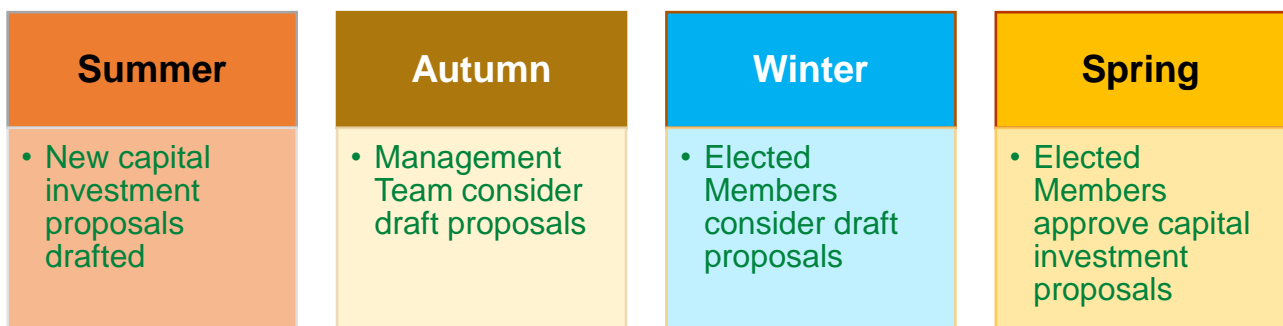 Summer
• New capital
investment
proposals
drafted
Autumn
• Management
Team consider
draft proposals
Winter
• Elected
Members
consider draft
proposals
Spring
• Elected
Members
approve capital
investment
proposals